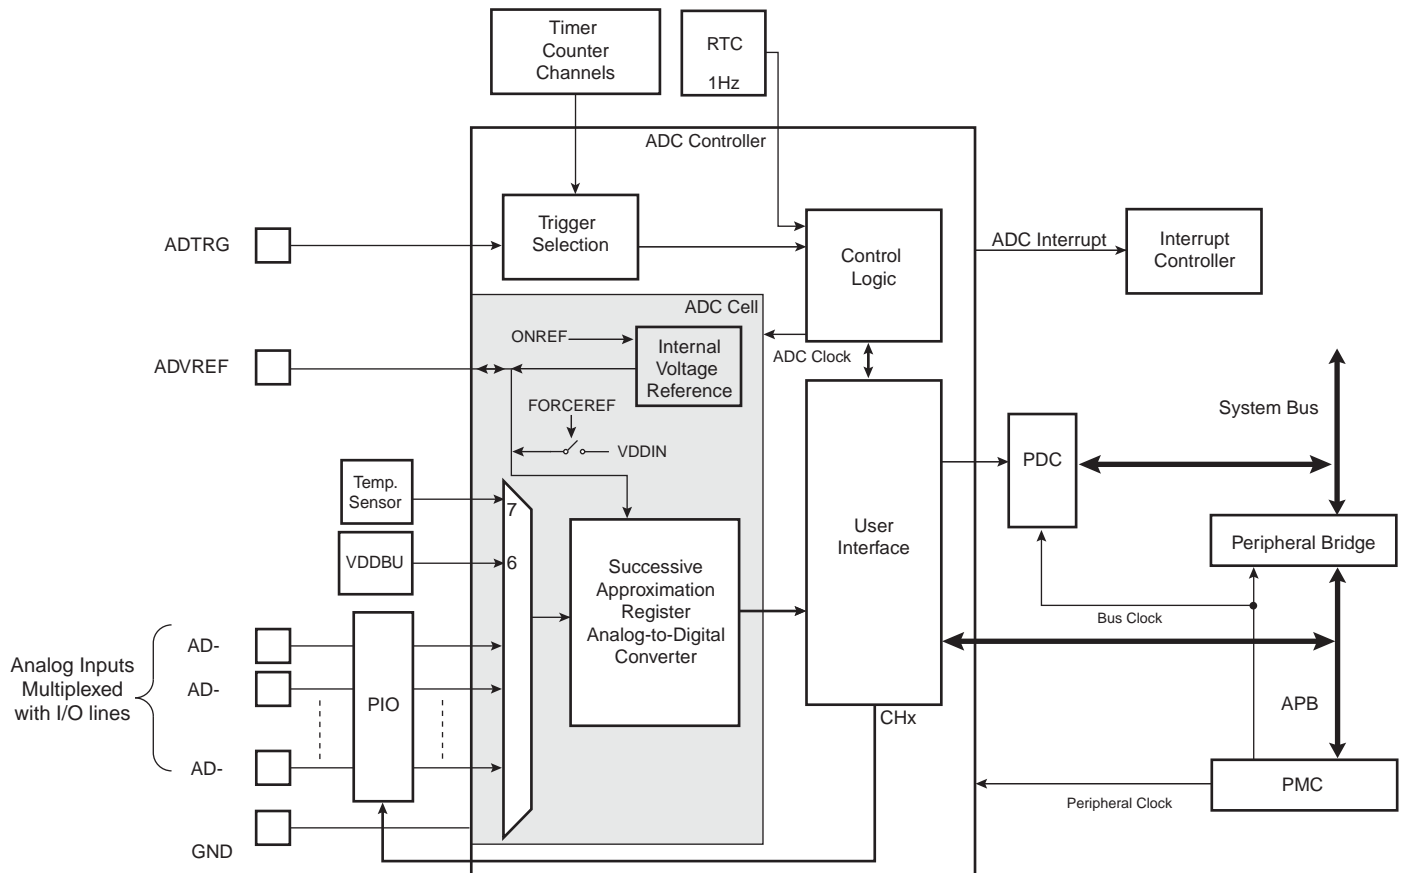 Timer
Counter
Channels
RTC
1Hz
ADC Controller
Trigger
Selection
ADTRG
Control
Logic
ADC Interrupt
Interrupt
Controller
ADC Cell
ONREF
Internal
Voltage
Reference
ADC Clock
ADVREF
FORCEREF
VDDIN
System Bus
PDC
Temp.
Sensor
7
VDDBU
6
User
Interface
Successive
Approximation
Register
Analog-to-Digital
Converter
Peripheral Bridge
Bus Clock
Analog Inputs
Multiplexed
with I/O lines
AD-
AD-
AD-
PIO
CHx
APB
PMC
Peripheral Clock
GND